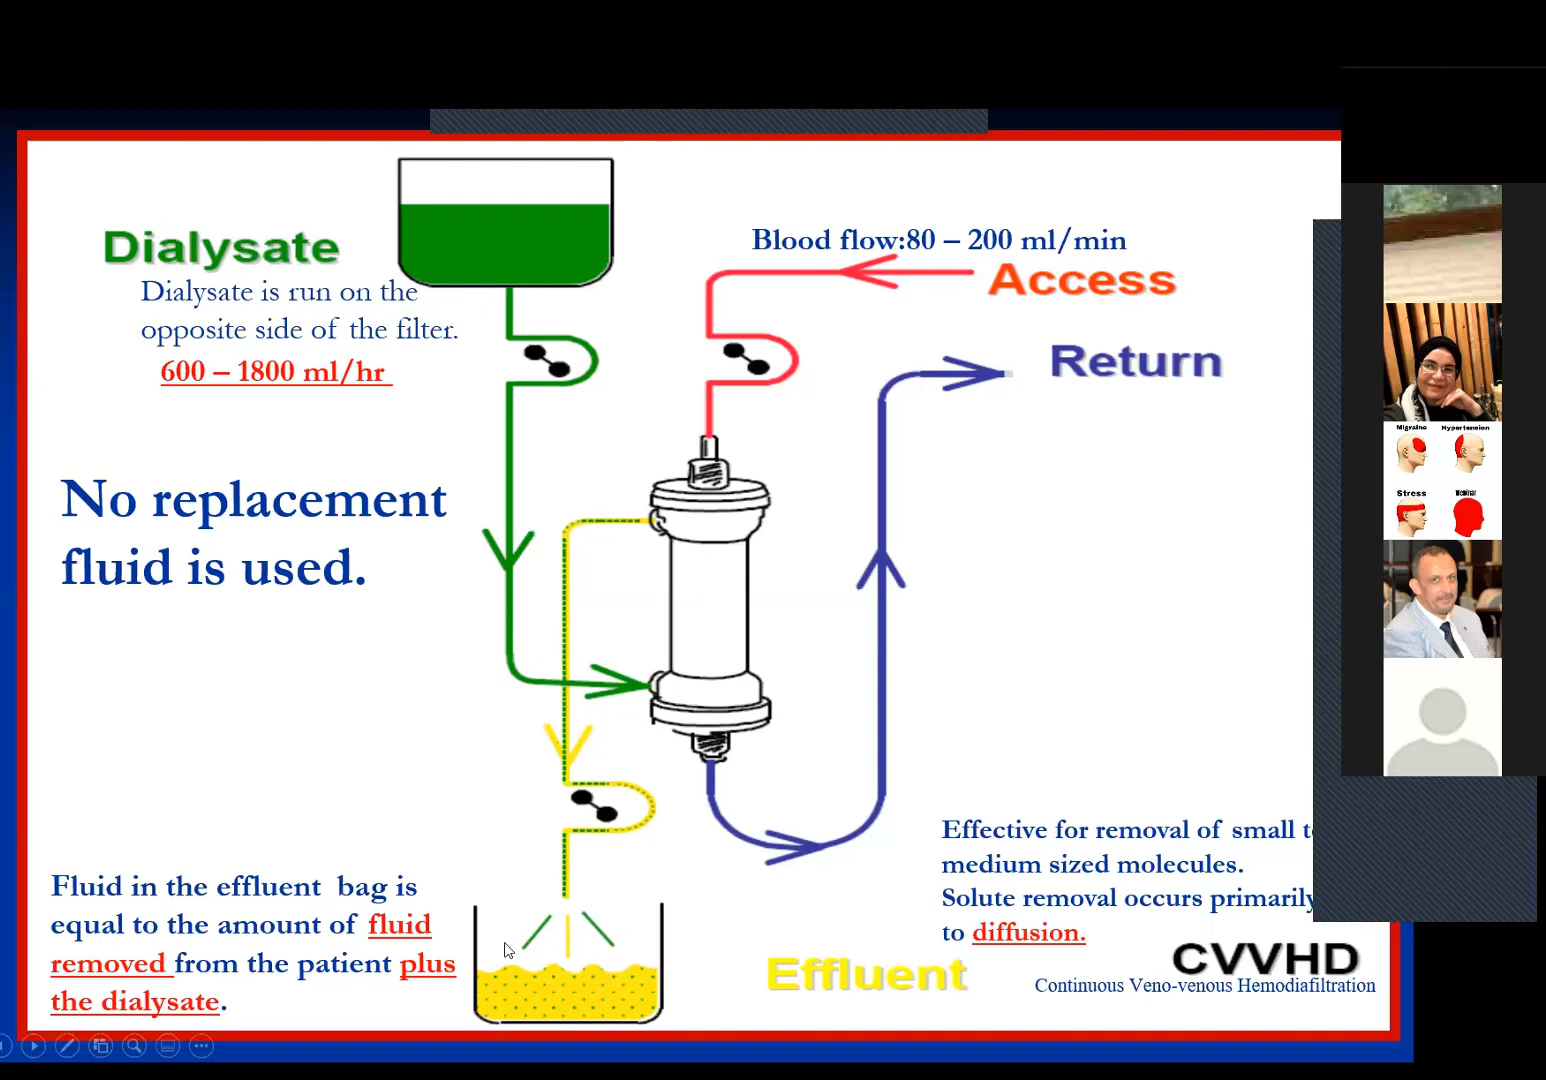 Dialysate
Dialysate is run on the
opposite side of the filter.
600 – 1800 ml/hr
Blood flow:80 – 200 ml/min
Access
Return
No replacement
fluid is used.
Fluid in the effluent bag is
equal to the amount of fluid
removed from the patient plus
the dialysate.
Effluent
Effective for removal of small
medium sized molecules.
Solute removal occurs primarily
to diffusion.
CVVHD
Continuous Veno-venous Hemodiafiltration
Migraine Hypertension
Stress